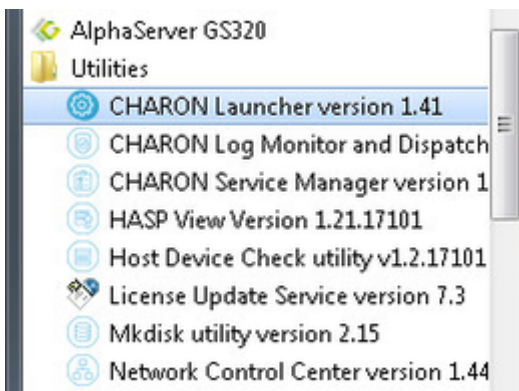 AlphaServer GS320
Utilities
CHARON Launcher version 1.41
CHARON Log Monitor and Dispatch
CHARON Service Manager version 1
HASP View Version 1.21.17101
Host Device Check utility v1.2.17101
License Update Service version 7.3
Mkdisk utility version 2.15
Network Control Center version 1.44